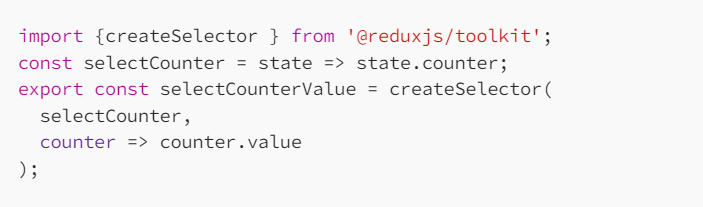 import {createSelector } from '@reduxjs/toolkit';
const selectCounter = state => state.counter;
export const selectCounterValue = createSelector(
  selectCounter,
  counter => counter.value
);